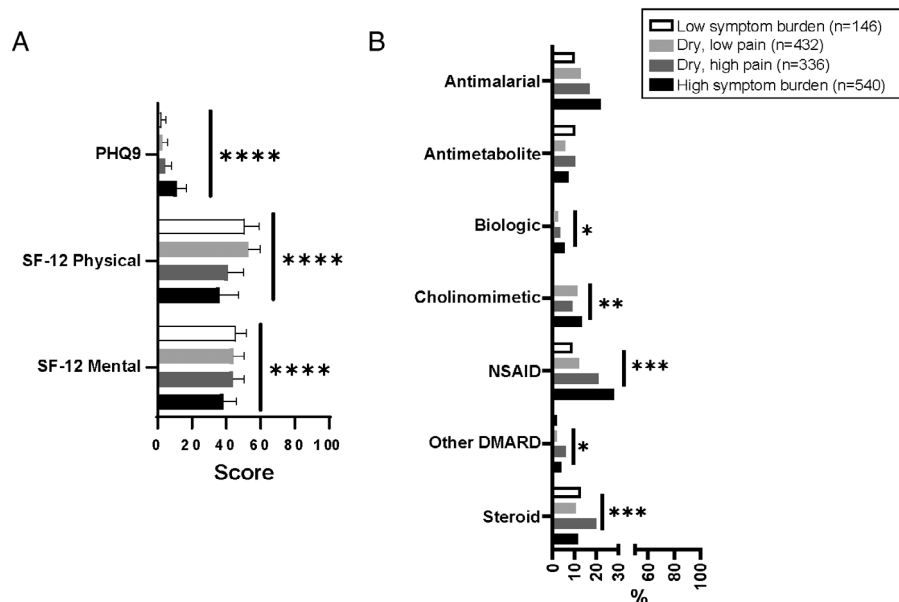 A
PHQ9
****
SF-12 Physical
****
SF-12 Mental
****
0 20 40 60 80 100
Score
B
Low symptom burden (n=146)
Dry, low pain (n=432)
Dry, high pain (n=336)
High symptom burden (n=540)
Antimalarial
Antimetabolite
Biologic
*
Cholinomimetic
**
NSAID
***
Other DMARD
*
Steroid
***
0 10 20 30 60 80 100
%